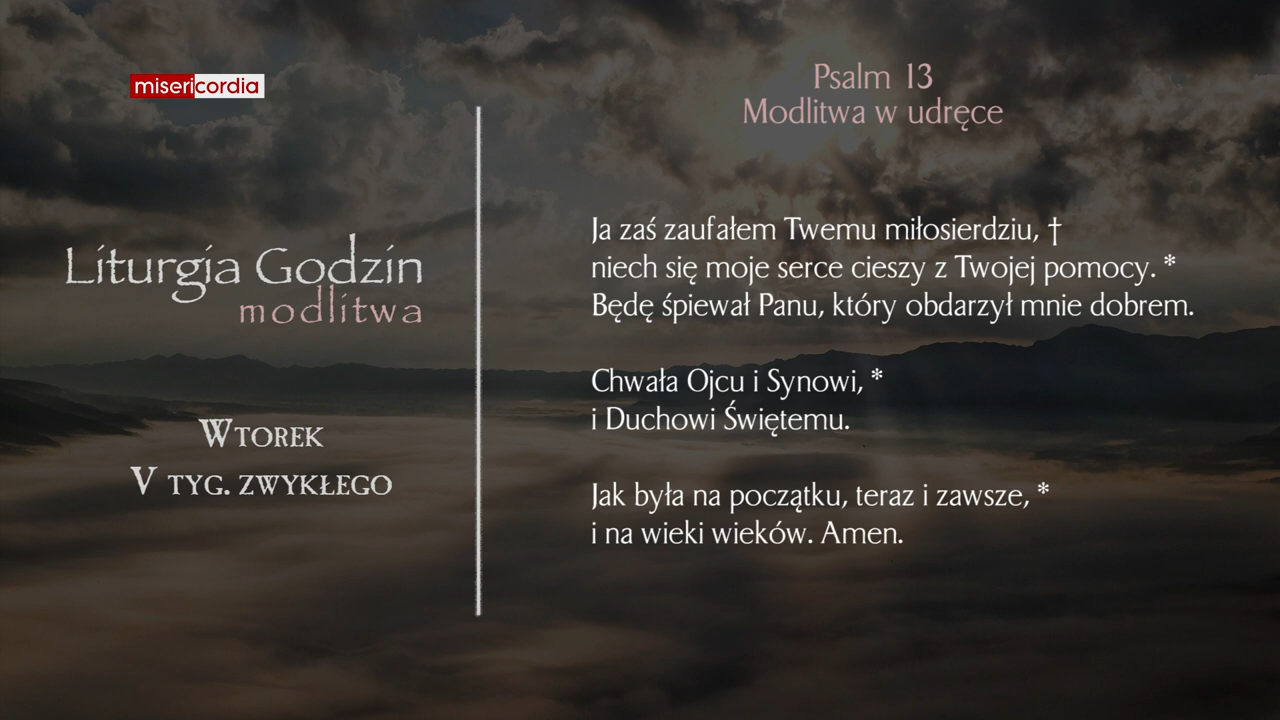 misericordia
Liturgia Godzin
modlitwa
Wtorek
V tyg. zwykłego
Psalm 13
Modlitwa w udręce
Ja zaś zaufałem Twemu miłosierdziu, †
niech się moje serce cieszy z Twojej pomocy. *
Będę śpiewał Panu, który obdarzył mnie dobrem.
Chwała Ojcu i Synowi, *
i Duchowi Świętemu.
Jak była na początku, teraz i zawsze, *
i na wieki wieków. Amen.